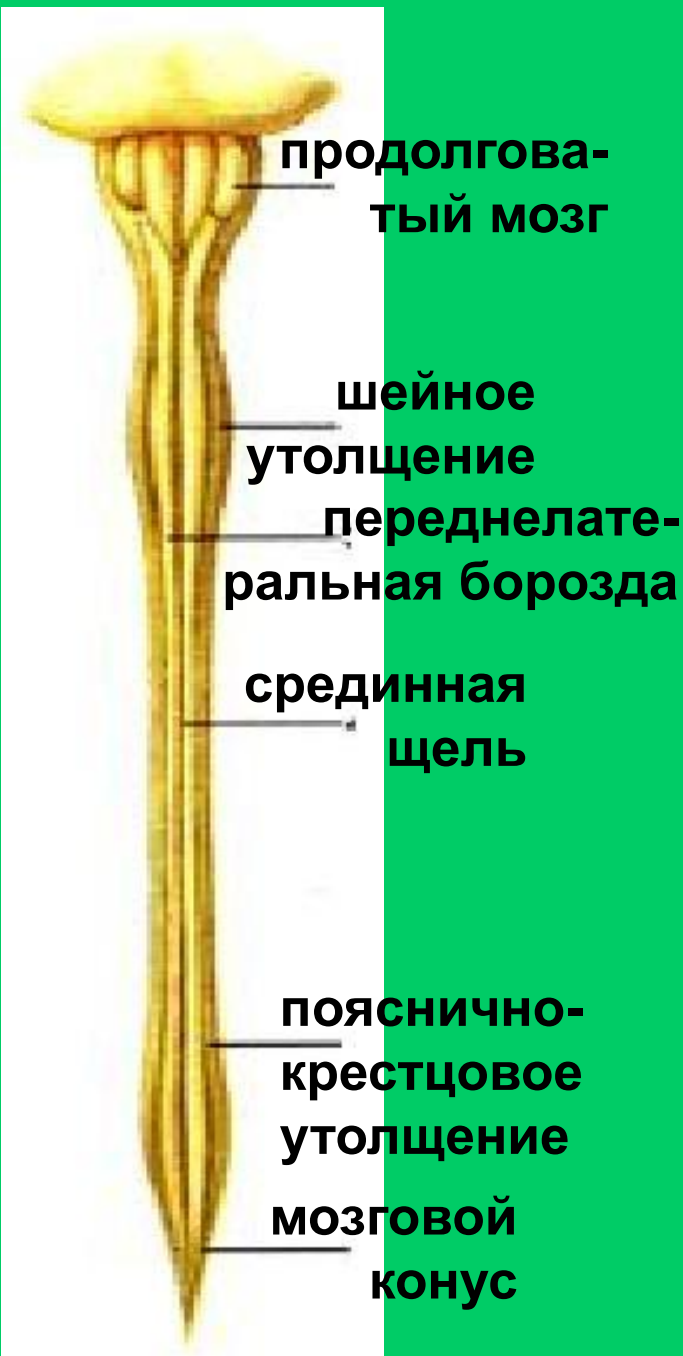 продолгова-
тый мозг
шейное
утолщение
переднелате-
ральная борозда
срединная
щель
пояснично-
крестцовое
утолщение
мозговой
конус